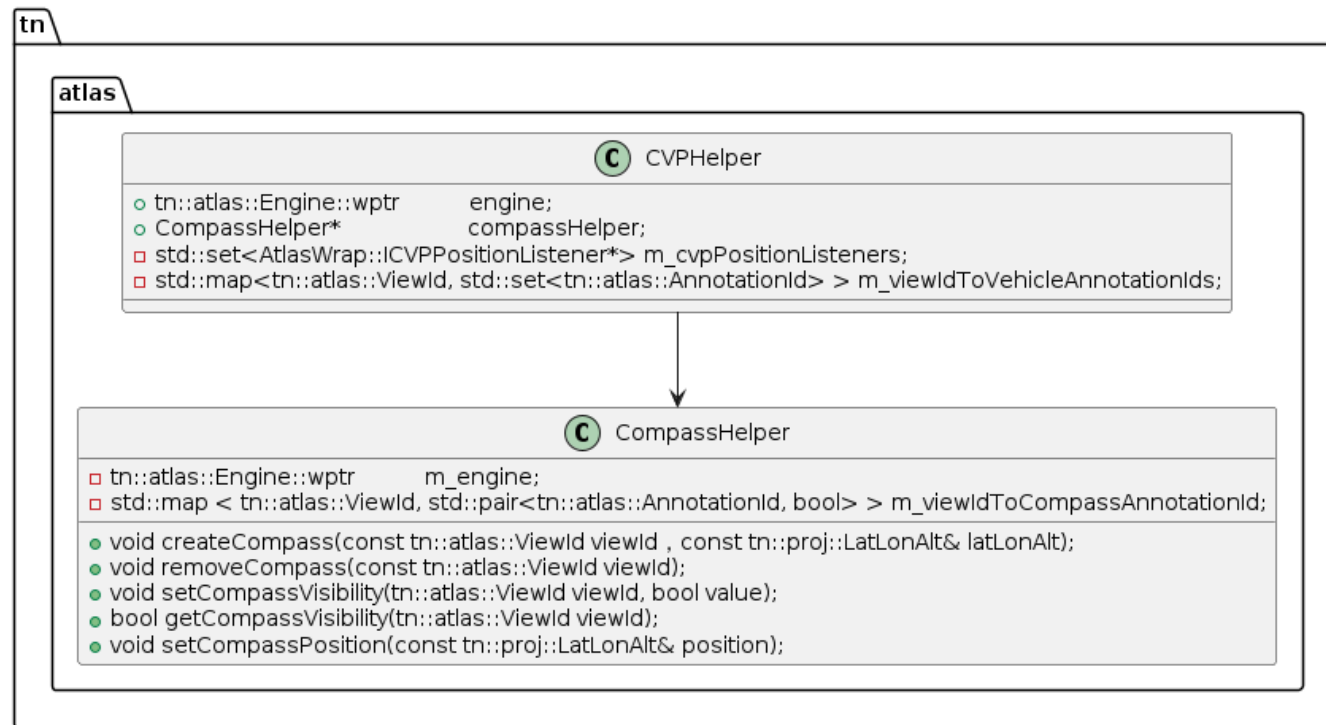 tn
atlas
C CVPHelper
tn::atlas::Engine::wptr engine;
CompassHelper* compassHelper;
std::set<AtlasWrap::ICVPPositionListener*> m_cvpPositionListeners;
std::map<tn::atlas::ViewId, std::set<tn::atlas::AnnotationId> > m_viewIdToVehicleAnnotationIds;
C CompassHelper
tn::atlas::Engine::wptr m_engine;
std::map < tn::atlas::ViewId, std::pair<tn::atlas::AnnotationId, bool> > m_viewIdToCompassAnnotationId;
void createCompass(const tn::atlas::ViewId viewId , const tn::proj::LatLonAlt& latLonAlt);
void removeCompass(const tn::atlas::ViewId viewId);
void setCompassVisibility(tn::atlas::ViewId viewId, bool value);
bool getCompassVisibility(tn::atlas::ViewId viewId);
void setCompassPosition(const tn::proj::LatLonAlt& position);